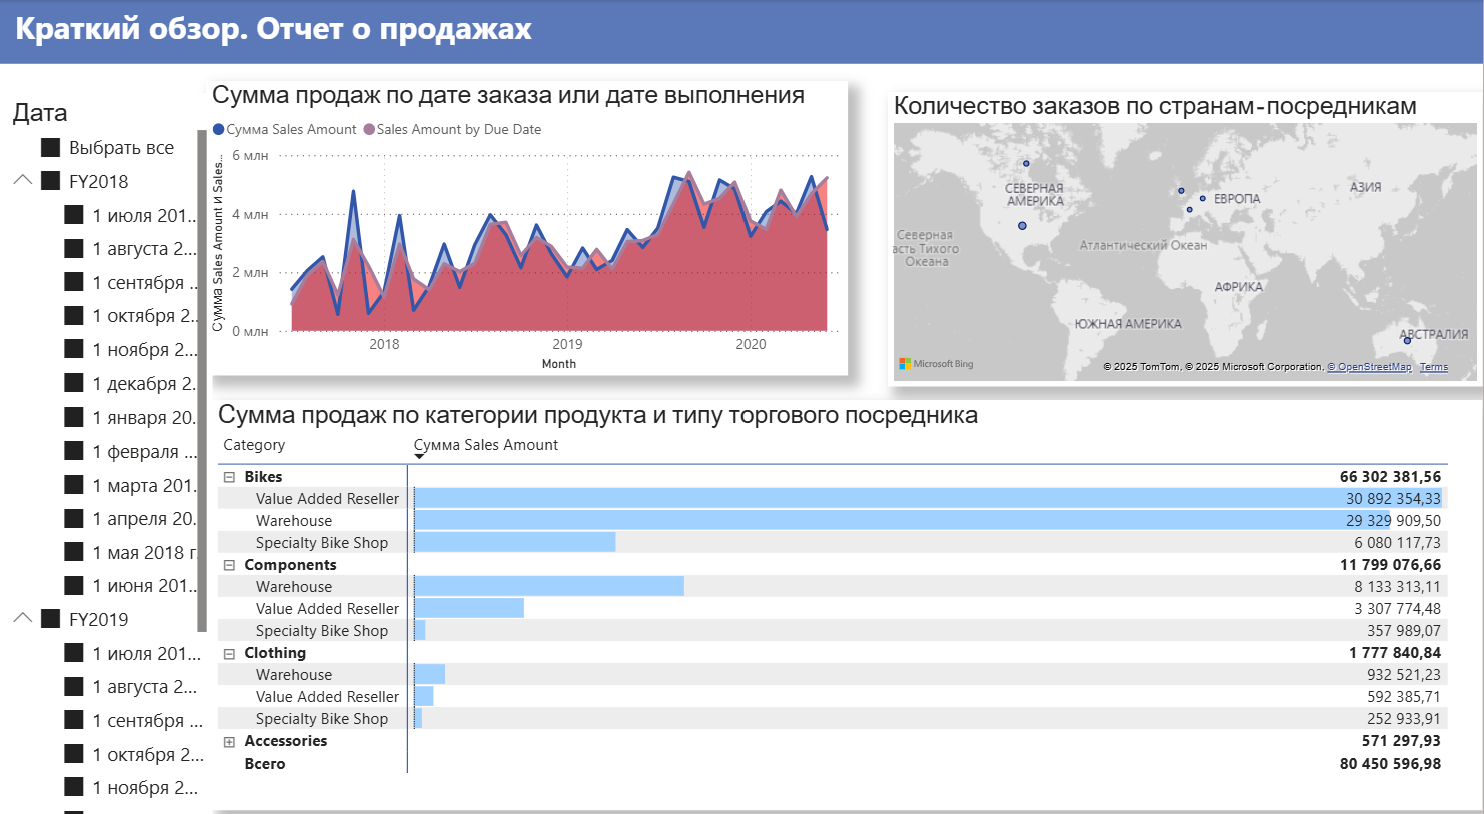 Краткий обзор. Отчет о продажах
Дата
Выбрать все
FY2018
1 июля 201...
1 августа 2...
1 сентября ...
1 октября 2...
1 ноября 2...
1 декабря 2...
1 января 20...
1 февраля ...
1 марта 201...
1 апреля 20...
1 мая 2018 г.
1 июня 201...
FY2019
1 июля 201...
1 августа 2...
1 сентября ...
1 октября 2...
1 ноября 2...
Сумма продаж по дате заказа или дате выполнения
Сумма Sales Amount Sales Amount by Due Date
Сумма Sales Amount и Sales...
6 млн
4 млн
2 млн
0 млн
2018 2019 2020
Month
Количество заказов по странам-посредникам
СЕВЕРНАЯ
АМЕРИКА
ЕВРОПА
АЗИЯ
Северная
асть Тихого
Океана
Атлантический Океан
АФРИКА
ЮЖНАЯ АМЕРИКА
АВСТРАЛИЯ
Microsoft Bing
© 2025 TomTom, © 2025 Microsoft Corporation, © OpenStreetMap Terms
Сумма продаж по категории продукта и типу торгового посредника
Category Сумма Sales Amount
Bikes 66 302 381,56
Value Added Reseller 30 892 354,33
Warehouse 29 329 909,50
Specialty Bike Shop 6 080 117,73
Components 11 799 076,66
Warehouse 8 133 313,11
Value Added Reseller 3 307 774,48
Specialty Bike Shop 357 989,07
Clothing 1 777 840,84
Warehouse 932 521,23
Value Added Reseller 592 385,71
Specialty Bike Shop 252 933,91
Accessories 571 297,93
Всего 80 450 596,98